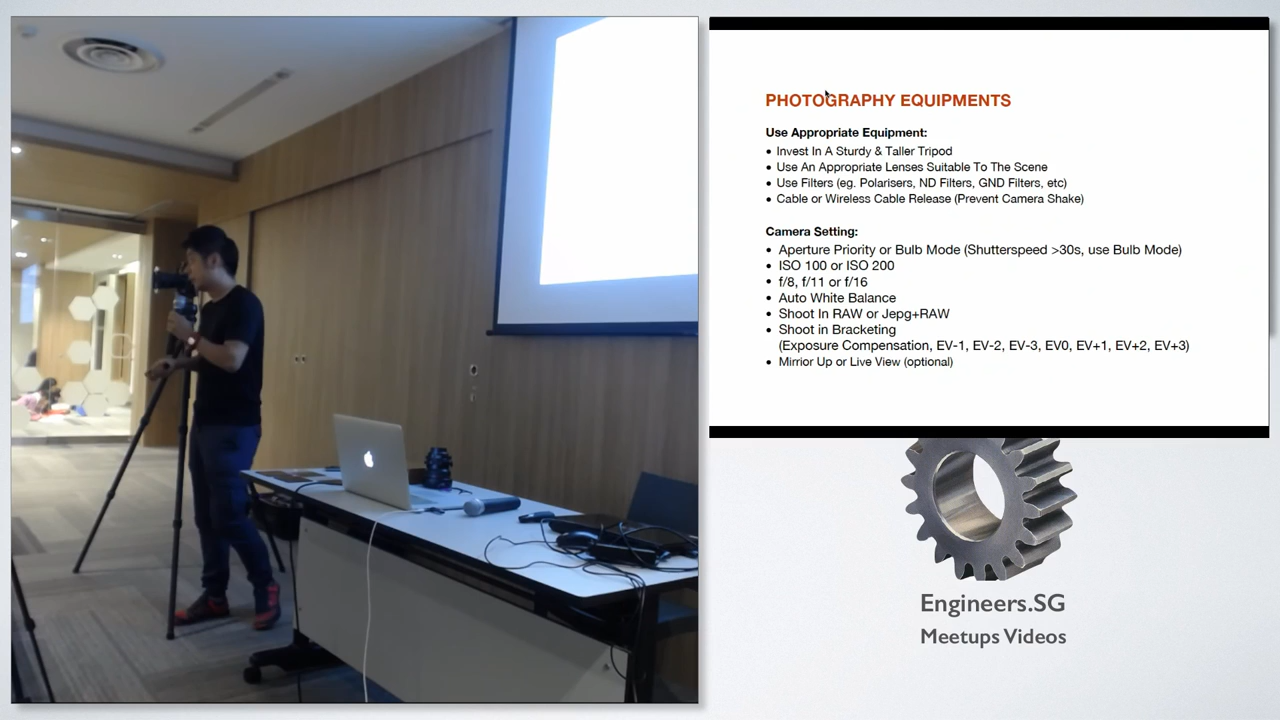 PHOTOGRAPHY EQUIPMENTS
Use Appropriate Equipment:
• Invest In A Sturdy & Taller Tripod
• Use An Appropriate Lenses Suitable To The Scene
• Use Filters (eg. Polarisers, ND Filters, GND Filters, etc)
• Cable or Wireless Cable Release (Prevent Camera Shake)
Camera Setting:
• Aperture Priority or Bulb Mode (Shutterspeed >30s, use Bulb Mode)
• ISO 100 or ISO 200
• f/8, f/11 or f/16
• Auto White Balance
• Shoot In RAW or Jepg+RAW
• Shoot in Bracketing
(Exposure Compensation, EV-1, EV-2, EV-3, EV0, EV+1, EV+2, EV+3)
• Mirrior Up or Live View (optional)
Engineers.SG
Meetups Videos